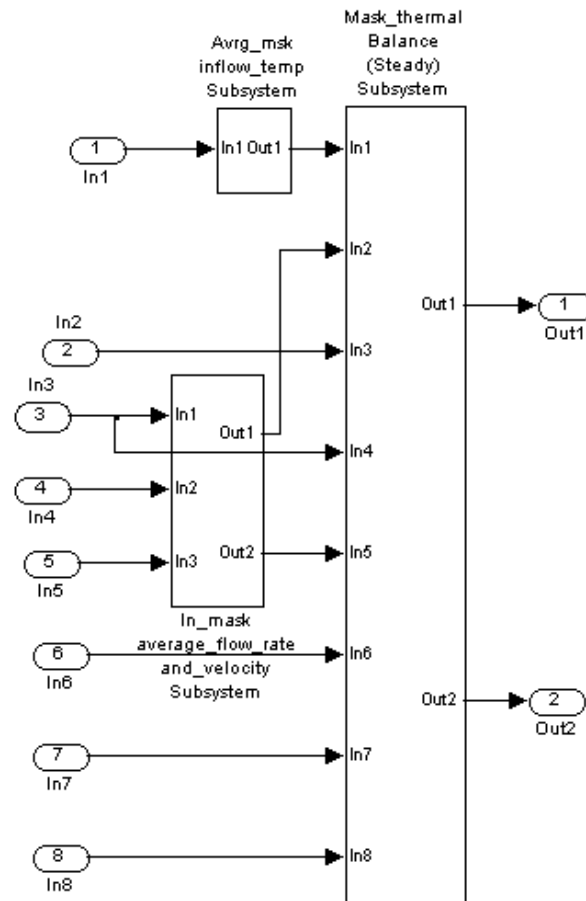 Mask_thermal
Balance
(Steady)
Subsystem
Avrg_msk
inflow_temp
Subsystem
1
In1
In1 Out1
In1
In2
Out1
1
Out1
In2
2
In3
In3
3
In1
Out1
In4
4
In4
In2
5
In5
In3
Out2
In5
In_mask
average_flow_rate
and_velocity
Subsystem
6
In6
In6
Out2
2
Out2
7
In7
In7
8
In8
In8